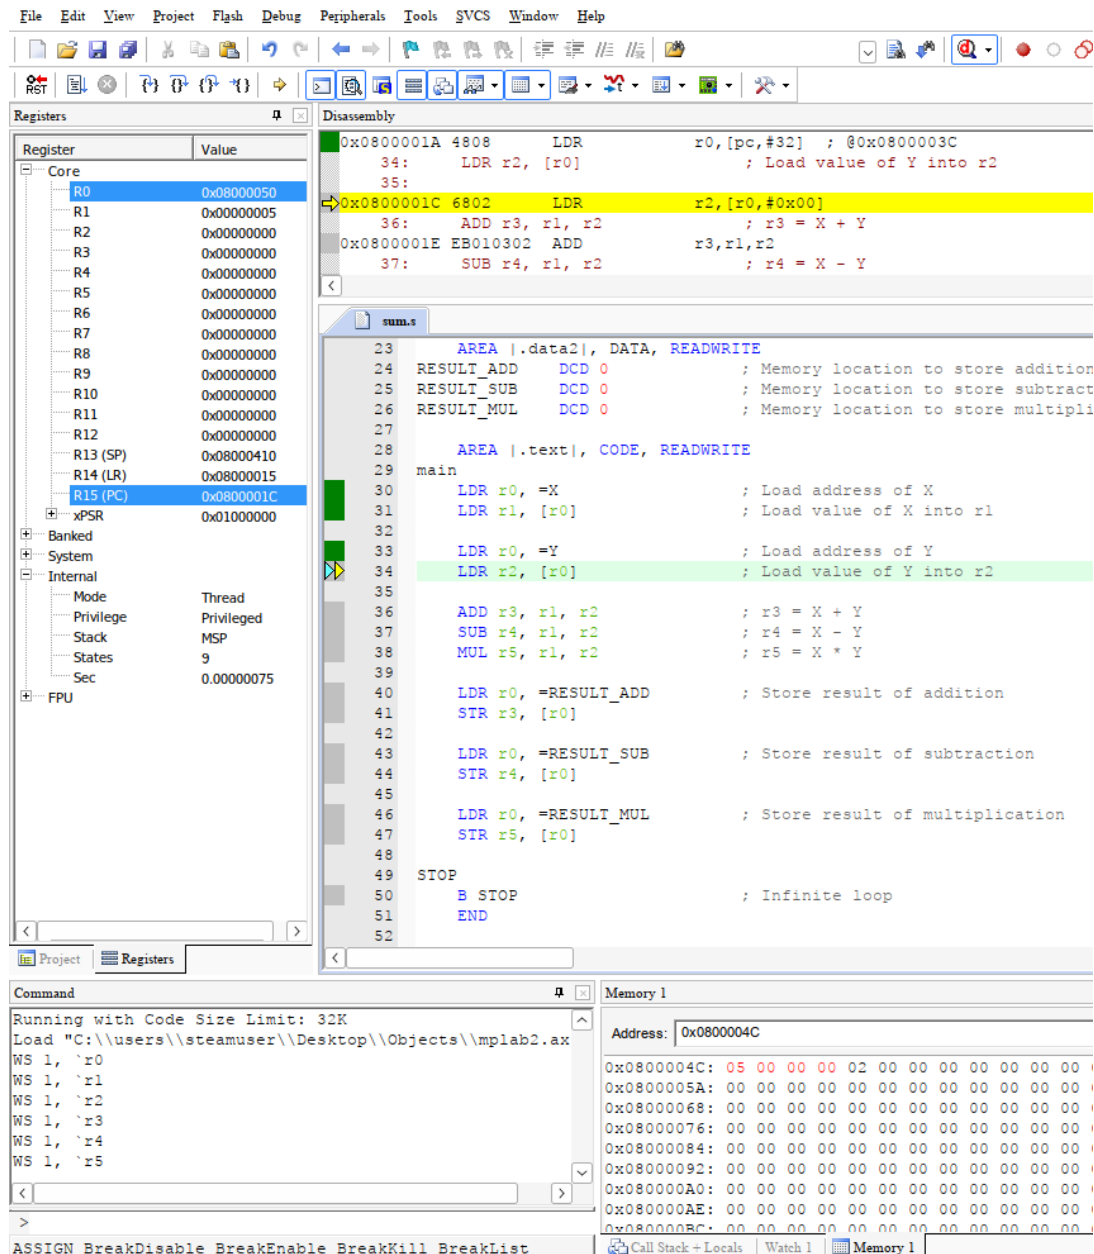 File Edit View Project Flash Debug Peripherals Tools SVCS Window Help
RST
Registers
Register Value
Core
R0 0x08000050
R1 0x00000005
R2 0x00000000
R3 0x00000000
R4 0x00000000
R5 0x00000000
R6 0x00000000
R7 0x00000000
R8 0x00000000
R9 0x00000000
R10 0x00000000
R11 0x00000000
R12 0x00000000
R13 (SP) 0x08000410
R14 (LR) 0x08000015
R15 (PC) 0x0800001C
xPSR 0x01000000
Banked
System
Internal
Mode Thread
Privilege Privileged
Stack MSP
States 9
Sec 0.00000075
FPU
Project Registers
Disassembly
0x0800001A 4808 LDR r0,[pc,#32] ; @0x0800003C
34: LDR r2, [r0] ; Load value of Y into r2
35:
0x0800001C 6802 LDR r2,[r0,#0x00]
36: ADD r3, r1, r2 ; r3 = X + Y
0x0800001E EB010302 ADD r3,r1,r2
37: SUB r4, r1, r2 ; r4 = X - Y
sum.s
23 AREA |.data2|, DATA, READWRITE
24 RESULT_ADD DCD 0 ; Memory location to store addition
25 RESULT_SUB DCD 0 ; Memory location to store subtract
26 RESULT_MUL DCD 0 ; Memory location to store multipli
27
28 AREA |.text|, CODE, READWRITE
29 main
30 LDR r0, =X ; Load address of X
31 LDR r1, [r0] ; Load value of X into r1
32
33 LDR r0, =Y ; Load address of Y
34 LDR r2, [r0] ; Load value of Y into r2
35
36 ADD r3, r1, r2 ; r3 = X + Y
37 SUB r4, r1, r2 ; r4 = X - Y
38 MUL r5, r1, r2 ; r5 = X * Y
39
40 LDR r0, =RESULT_ADD ; Store result of addition
41 STR r3, [r0]
42
43 LDR r0, =RESULT_SUB ; Store result of subtraction
44 STR r4, [r0]
45
46 LDR r0, =RESULT_MUL ; Store result of multiplication
47 STR r5, [r0]
48
49 STOP
50 B STOP ; Infinite loop
51 END
52
Command
Running with Code Size Limit: 32K
Load "C:\\users\\steamuser\\Desktop\\Objects\\mplab2.ax
WS 1, `r0
WS 1, `r1
WS 1, `r2
WS 1, `r3
WS 1, `r4
WS 1, `r5
>
ASSIGN BreakDisable BreakEnable BreakKill BreakList
Memory 1
Address: 0x0800004C
0x0800004C: 05 00 00 00 02 00 00 00 00 00 00 00
0x0800005A: 00 00 00 00 00 00 00 00 00 00 00 00
0x08000068: 00 00 00 00 00 00 00 00 00 00 00 00
0x08000076: 00 00 00 00 00 00 00 00 00 00 00 00
0x08000084: 00 00 00 00 00 00 00 00 00 00 00 00
0x08000092: 00 00 00 00 00 00 00 00 00 00 00 00
0x080000A0: 00 00 00 00 00 00 00 00 00 00 00 00
0x080000AE: 00 00 00 00 00 00 00 00 00 00 00 00
0x080000BC: 00 00 00 00 00 00 00 00 00 00 00 00
Call Stack + Locals Watch 1 Memory 1